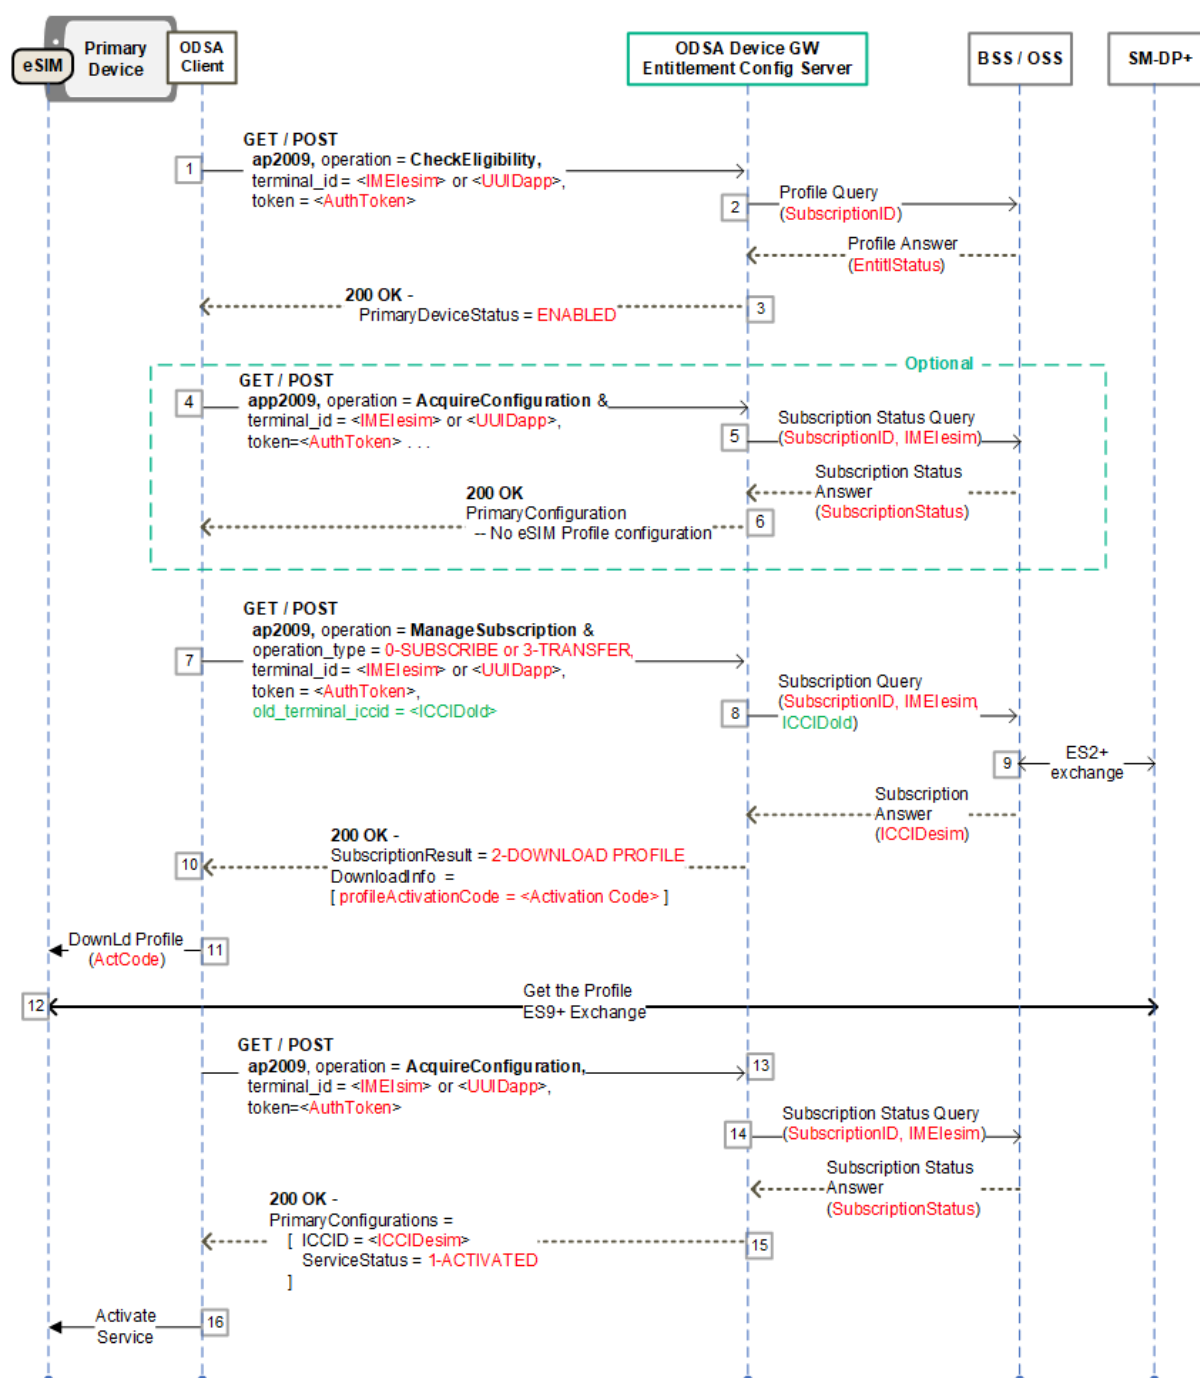 eSIM
Primary
Device
ODSA
Client
ODSA Device GW
Entitlement Config Server
BSS / OSS
SM-DP+
GET / POST
1
ap2009, operation = CheckEligibility,
terminal_id = <IMEIesim> or <UUIDapp>,
token = <AuthToken>
2
Profile Query
(SubscriptionID)
Profile Answer
(EntitlStatus)
200 OK -
PrimaryDeviceStatus = ENABLED
3
Optional
GET / POST
4
app2009, operation = AcquireConfiguration &
terminal_id = <IMEIesim> or <UUIDapp>,
token=<AuthToken> . . .
5
Subscription Status Query
(SubscriptionID, IMEIesim)
Subscription Status
Answer
(SubscriptionStatus)
200 OK
PrimaryConfiguration
-- No eSIM Profile configuration
6
GET / POST
ap2009, operation = ManageSubscription &
7
operation_type = 0-SUBSCRIBE or 3-TRANSFER,
terminal_id = <IMEIesim> or <UUIDapp>,
token = <AuthToken>,
old_terminal_iccid = <ICCIDold>
8
Subscription Query
(SubscriptionID, IMEIesim,
ICCIDold)
9
ES2+
exchange
Subscription
Answer
(ICCIDesim)
10
200 OK -
SubscriptionResult = 2-DOWNLOAD PROFILE
DownloadInfo =
[ profileActivationCode = <Activation Code> ]
DownLd Profile
(ActCode)
11
12
Get the Profile
ES9+ Exchange
GET / POST
ap2009, operation = AcquireConfiguration,
terminal_id = <IMEIsim> or <UUIDapp>,
token=<AuthToken>
13
14
Subscription Status Query
(SubscriptionID, IMEIesim)
Subscription Status
Answer
(SubscriptionStatus)
200 OK -
PrimaryConfigurations =
[ ICCID = <ICCIDesim>
ServiceStatus = 1-ACTIVATED
]
15
Activate
Service
16